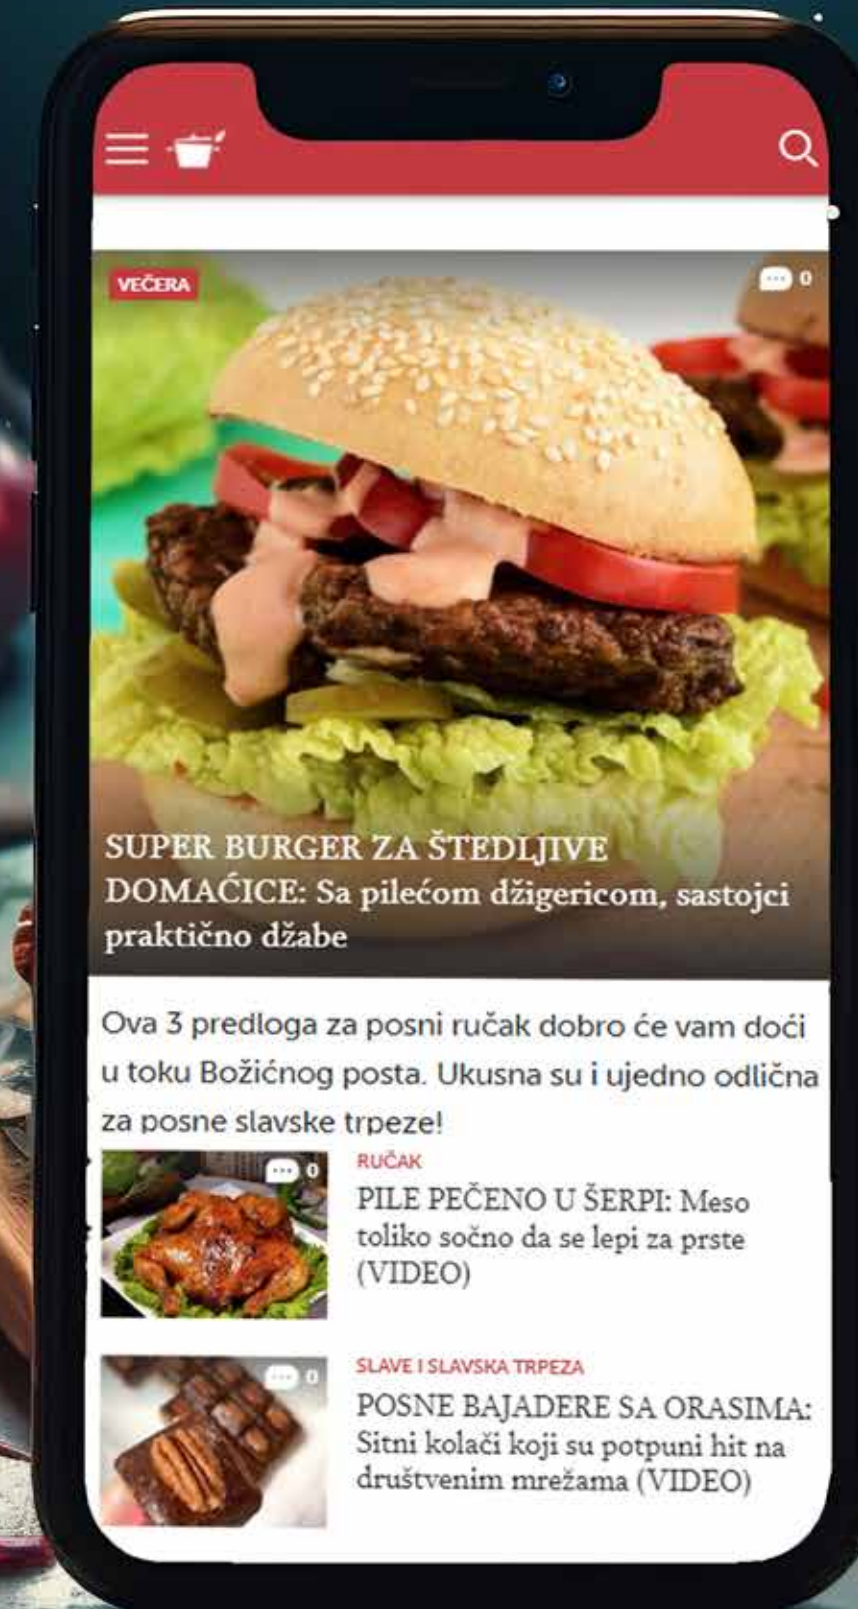 VEČERA
0
SUPER BURGER ZA ŠTEDLJIVE
DOMAĆICE: Sa pilećom džigericom, sastojci
praktično džabe
Ova 3 predloga za posni ručak dobro će vam doći
u toku Božićnog posta. Ukusna su i ujedno odlična
za posne slavske trpeze!
0
RUČAK
PILE PEČENO U ŠERPI: Meso
toliko sočno da se lepi za prste
(VIDEO)
0
SLAVE I SLAVSKA TRPEZA
POSNE BAJADERE SA ORASIMA:
Sitni kolači koji su potpuni hit na
društvenim mrežama (VIDEO)